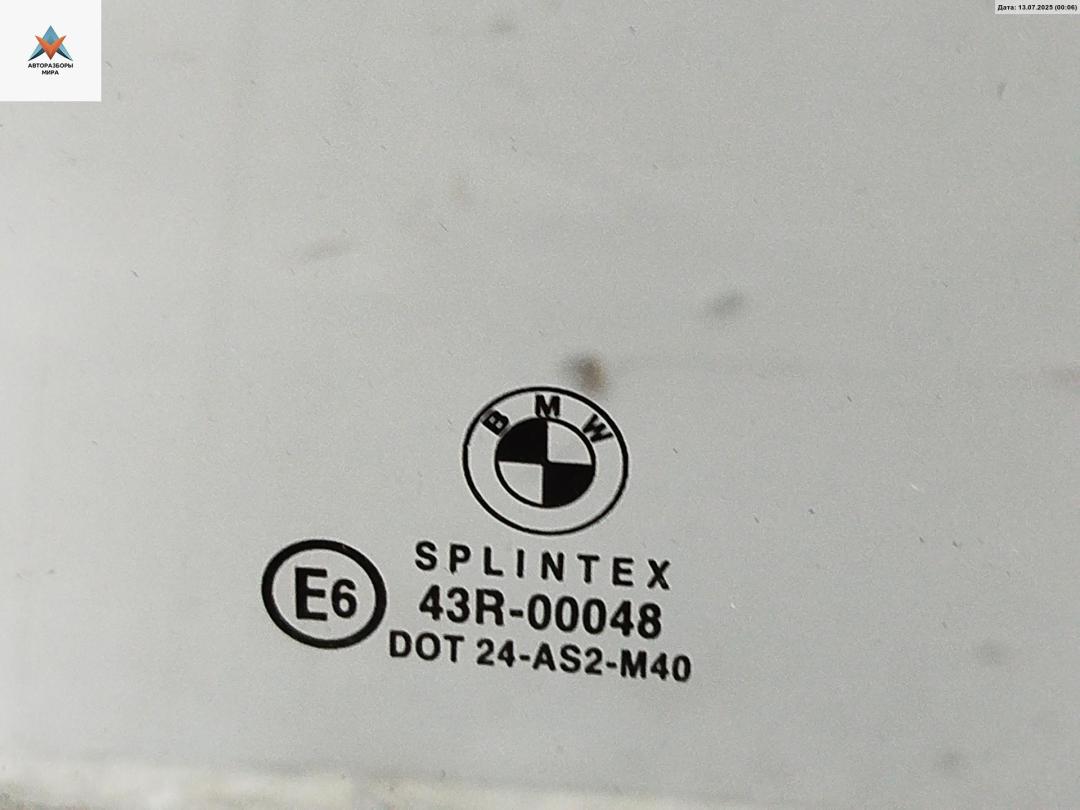 Дата: 13.07.2025 (00:06)
АВТОРАЗБОРЫ
МИРА
BMW
SPLINTEX
E6
43R-00048
DOT 24-AS2-M40